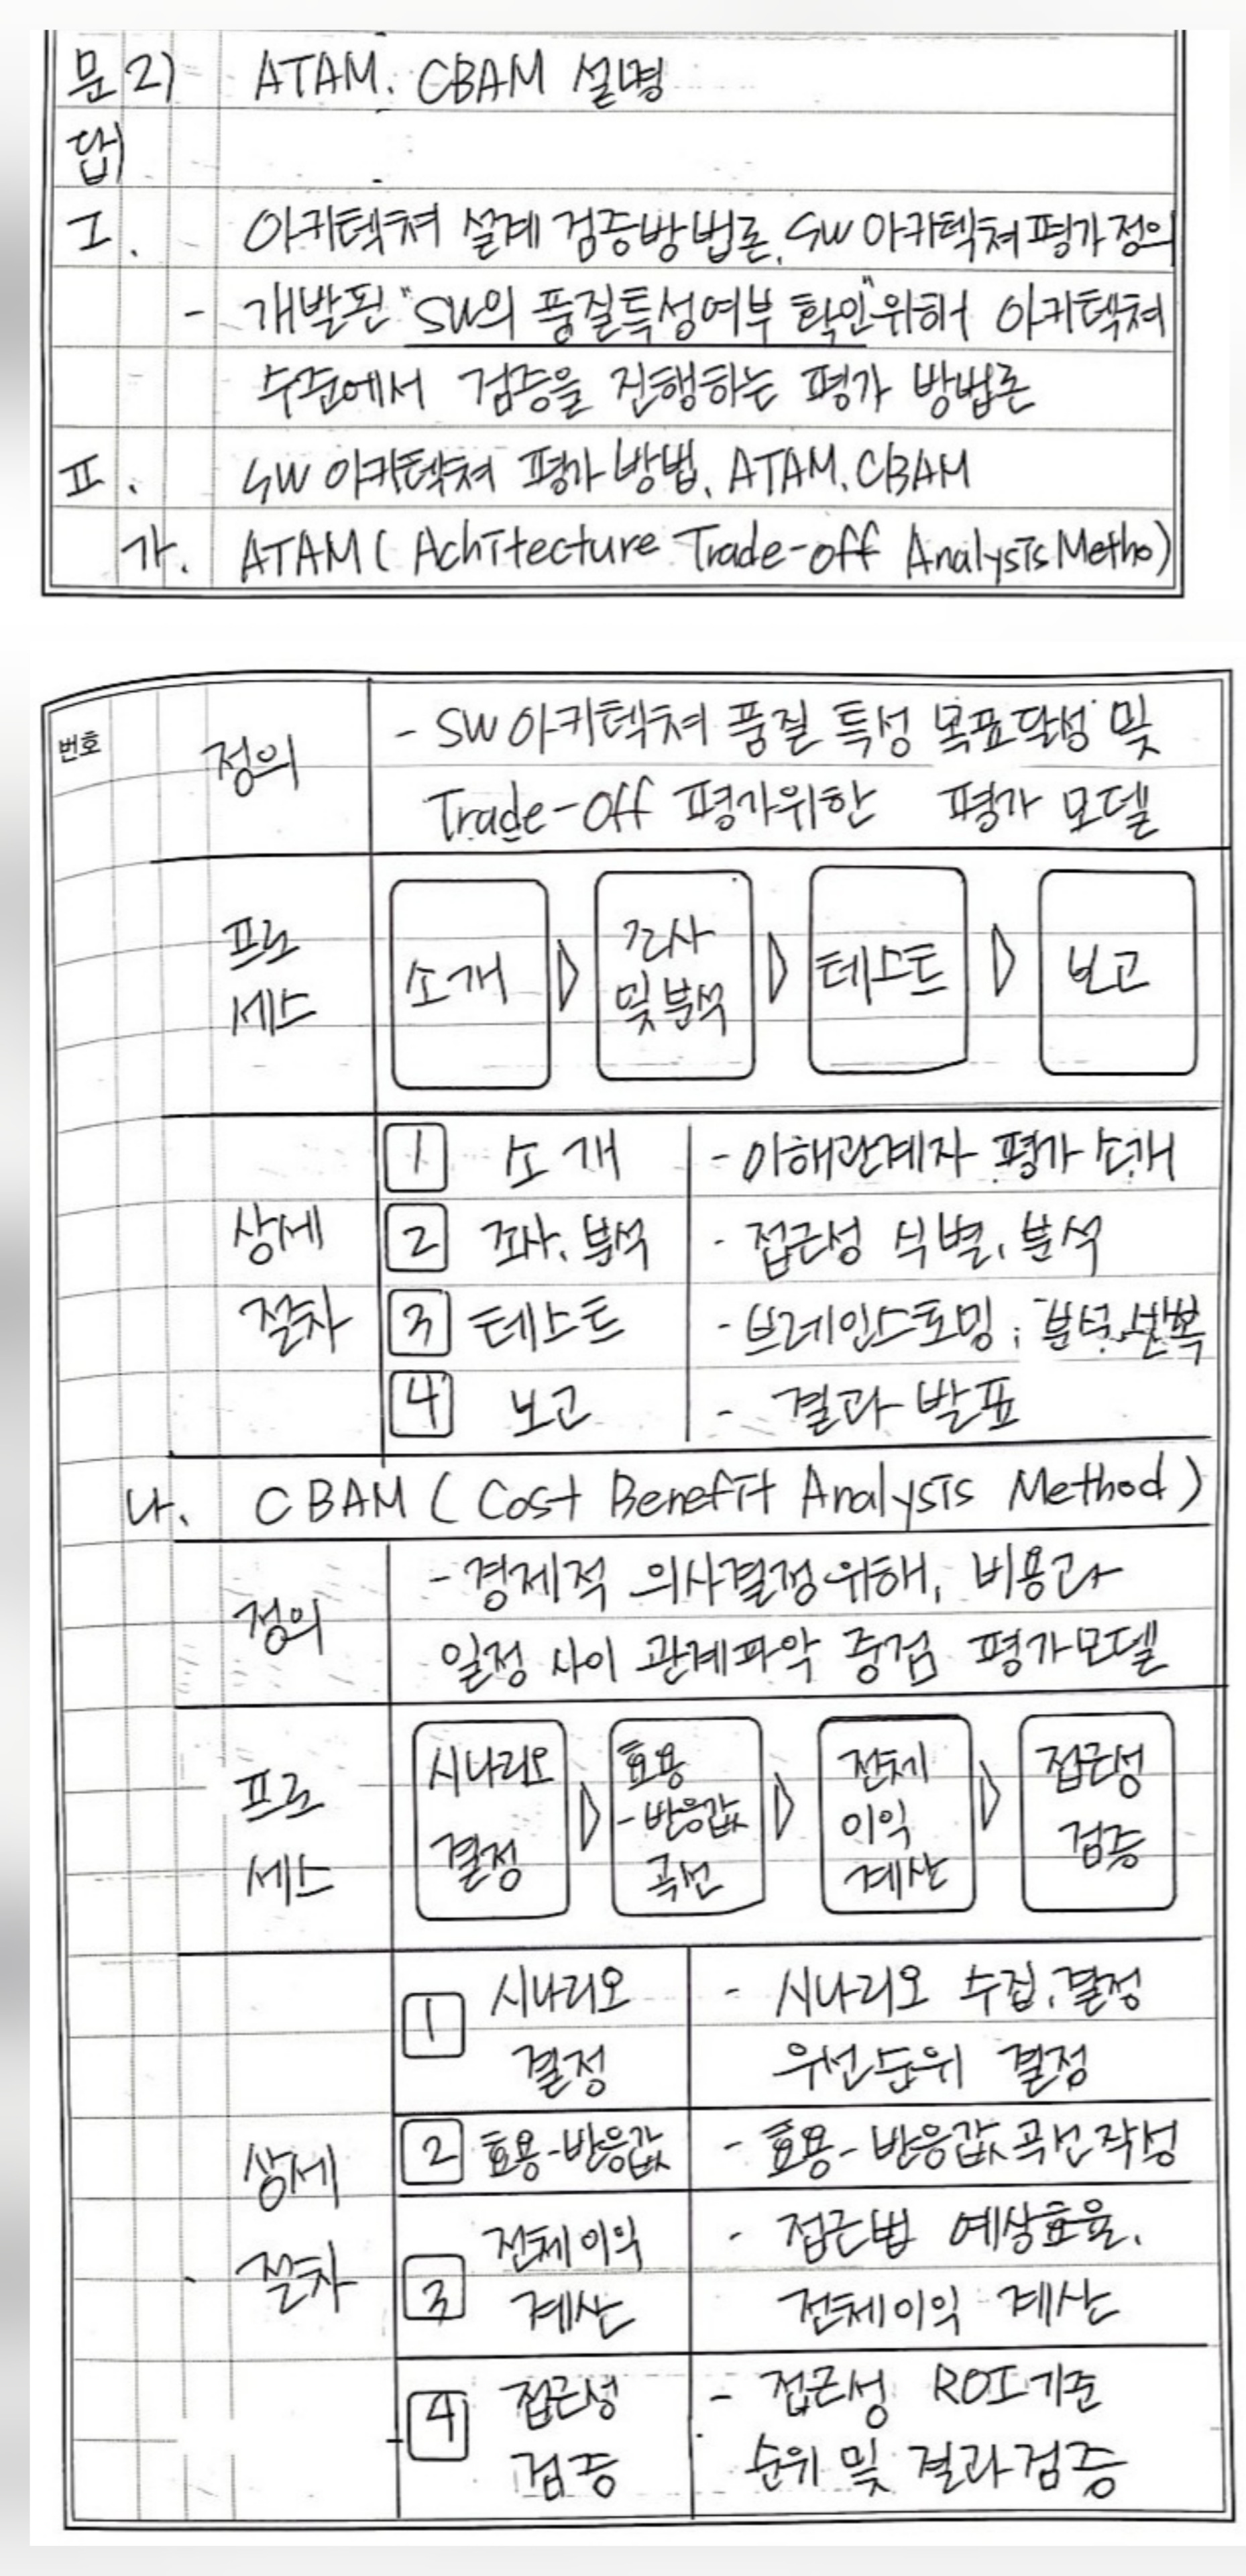 문2) ATAM, CBAM 설명
답)
I. 아키텍쳐 설계 검증방법론, SW 아키텍쳐 평가 정의
- 개발된 "SW의 품질특성여부 확인"위해 아키텍쳐
수준에서 검증을 진행하는 평가 방법론
II. SW 아키텍쳐 평가 방법, ATAM, CBAM
가. ATAM ( Achitecture Trade-off Analysis Metho)
번호
정의
- SW 아키텍쳐 품질 특성 목표달성 및
Trade-Off 평가위한 평가 모델
프로
세스
소개
조사
및 분석
테스트
보고
상세
절차
1 소개 - 이해관계자 평가 소개
2 조사, 분석 - 접근성 식별, 분석
3 테스트 - 브레인스토밍, 분석, 반복
4 보고 - 결과 발표
나. CBAM ( Cost Benefit Analysis Method )
정의
- 경제적 의사결정 위해, 비용과
일정 사이 관계파악 중점 평가모델
프로
세스
시나리오
결정
효용
- 반응값
곡선
전체
이익
계산
접근성
검증
상세
절차
1 시나리오 결정
- 시나리오 수집, 결정
우선순위 결정
2 효용-반응값 - 효용-반응값 곡선 작성
3 전체이익 계산
- 접근법 예상효율,
전체이익 계산
4 접근성 검증
- 접근성 ROI 기준
순위 및 결과 검증